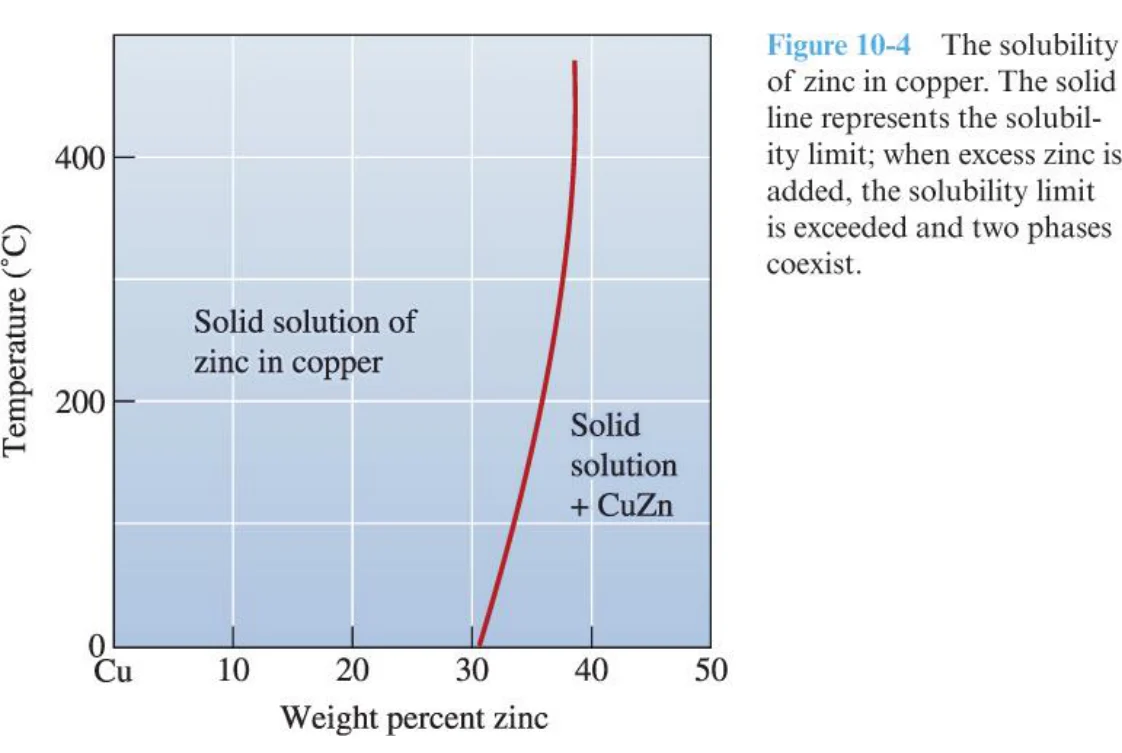 400
200
0
Temperature (°C)
Solid solution of
zinc in copper
Solid
solution
+ CuZn
Cu 10 20 30 40 50
Weight percent zinc
Figure 10-4 The solubility
of zinc in copper. The solid
line represents the solubil-
ity limit; when excess zinc is
added, the solubility limit
is exceeded and two phases
coexist.